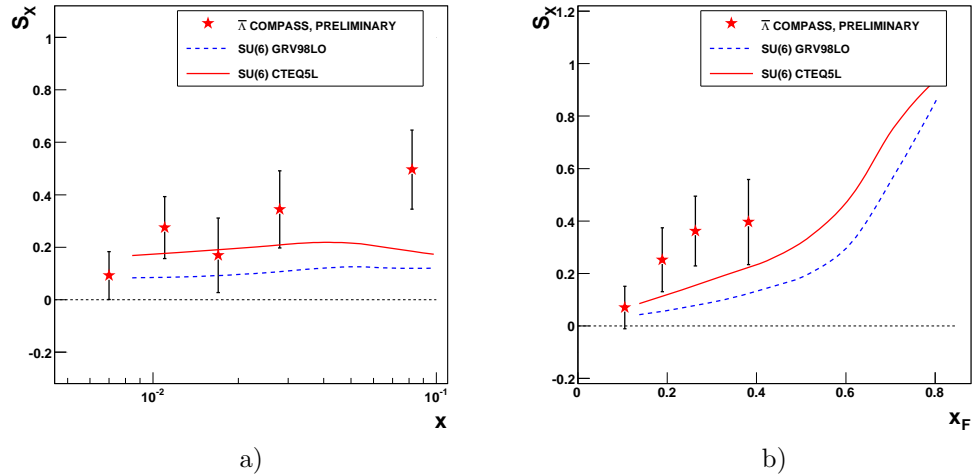 S_X
1
0.8
0.6
0.4
0.2
0
-0.2
10^-2
10^-1
x
Λ̅ COMPASS, PRELIMINARY
SU(6) GRV98LO
SU(6) CTEQ5L
a)
S_X
1.2
1
0.8
0.6
0.4
0.2
0
-0.2
0
0.2
0.4
0.6
0.8
x_F
Λ̅ COMPASS, PRELIMINARY
SU(6) GRV98LO
SU(6) CTEQ5L
b)